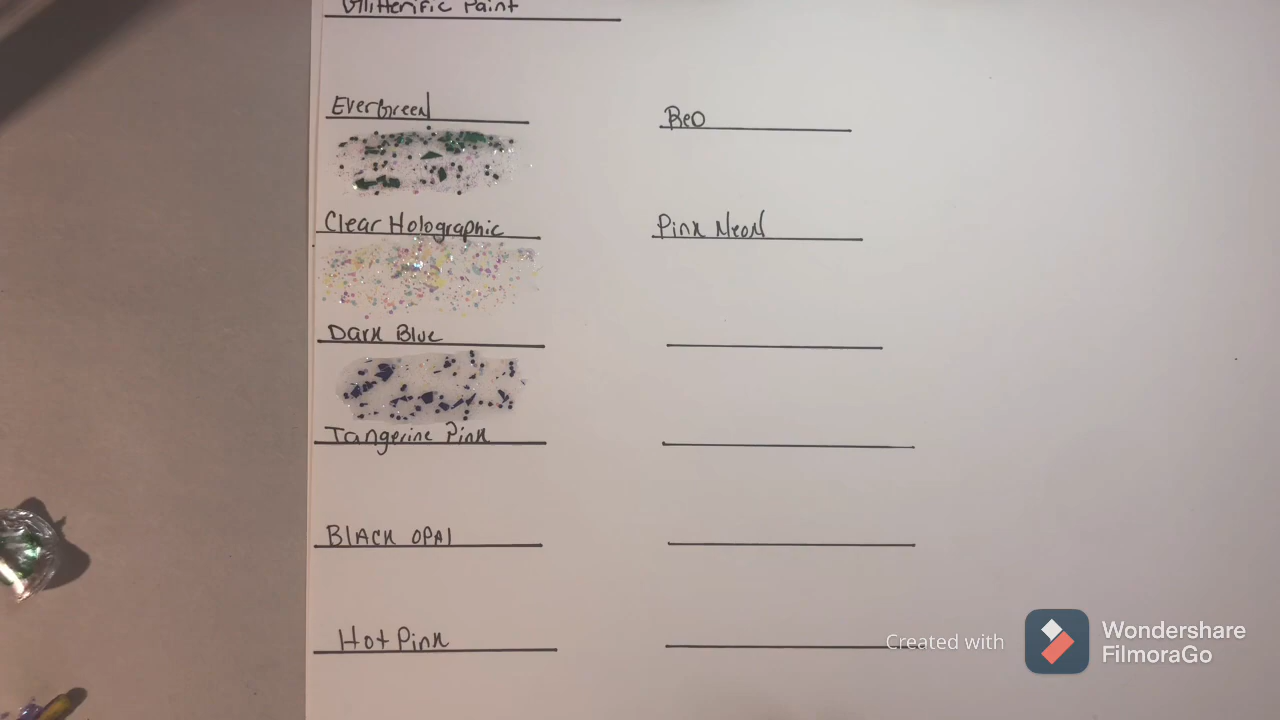 Glitterific Paint
EverGreen
Red
Clear Holographic
Pink Neon
Dark Blue
Tangerine Pink
BlAck OPAl
Hot Pink
Created with
Wondershare
FilmoraGo